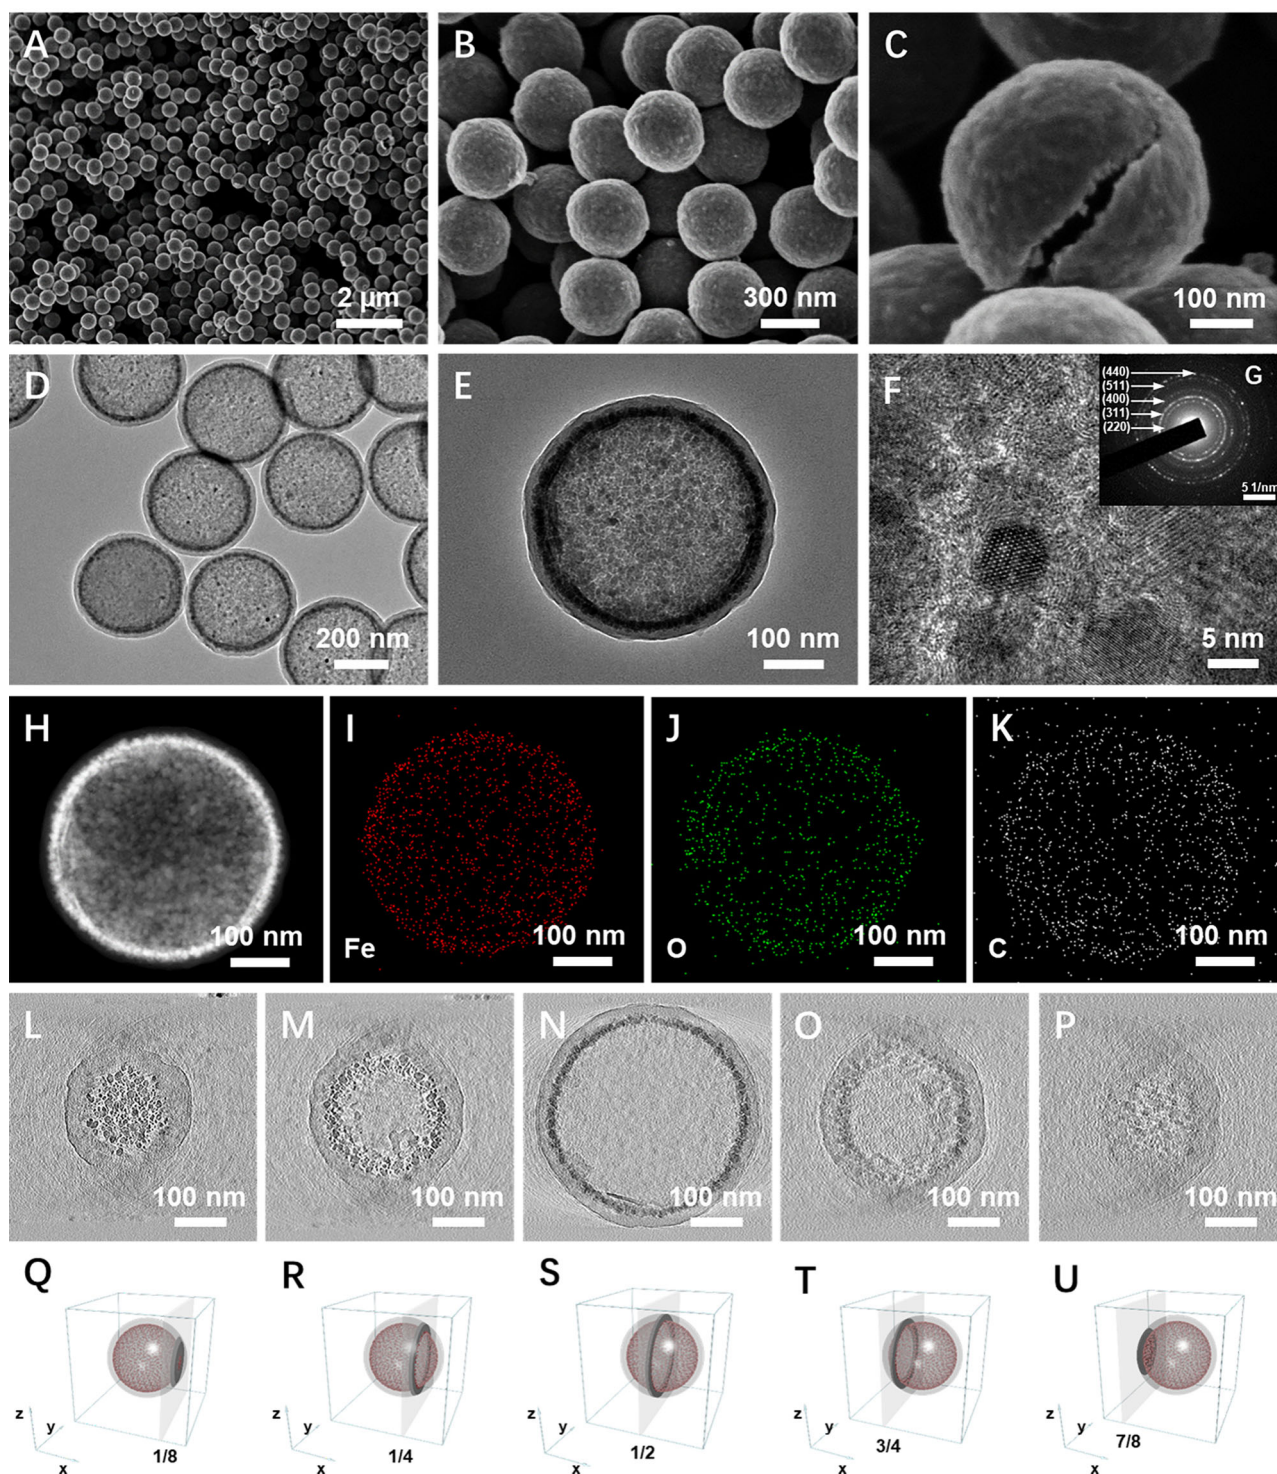 A
2 μm
B
300 nm
C
100 nm
D
200 nm
E
100 nm
F
5 nm
G
(440)
(511)
(400)
(311)
(220)
5 1/nm
H
100 nm
I
Fe
100 nm
J
O
100 nm
K
C
100 nm
L
100 nm
M
100 nm
N
100 nm
O
100 nm
P
100 nm
Q
z
y
x
1/8
R
z
y
x
1/4
S
z
y
x
1/2
T
z
y
x
3/4
U
z
y
x
7/8